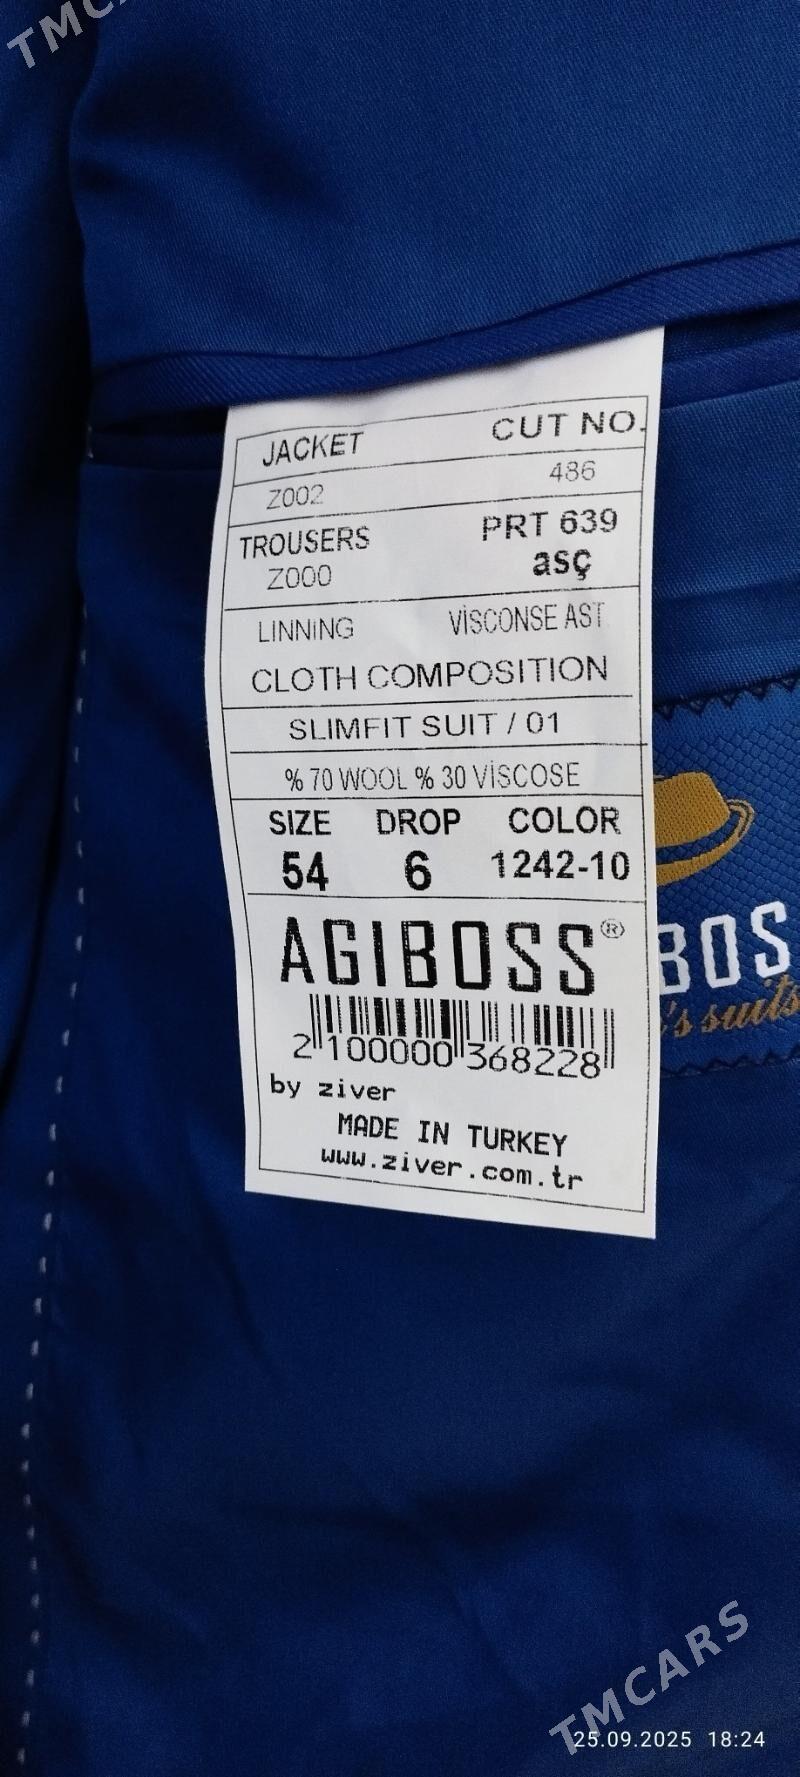 TMC
JACKET CUT NO.
Z002 486
TROUSERS PRT 639
Z000 asç
LINNiNG VİSCONSE AST
CLOTH COMPOSITION
SLIMFIT SUIT / 01
% 70 WOOL % 30 VİSCOSE
SIZE DROP COLOR
54 6 1242-10
AGIBOSS®
BOS
's suits
2 100000 368228
by ziver
MADE IN TURKEY
www.ziver.com.tr
TMCARS
25.09.2025 18:24